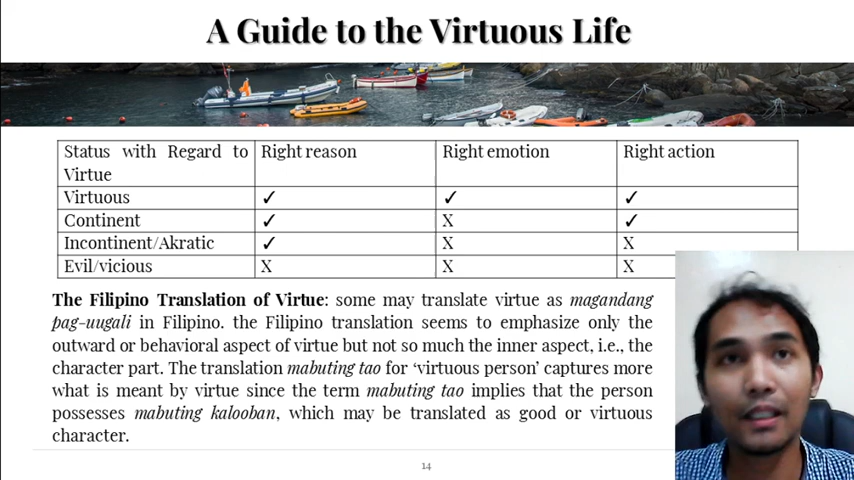 A Guide to the Virtuous Life
Status with Regard to Virtue Right reason Right emotion Right action
Virtuous ✓ ✓ ✓
Continent ✓ X ✓
Incontinent/Akratic ✓ X X
Evil/vicious X X X
The Filipino Translation of Virtue: some may translate virtue as magandang
pag-uugali in Filipino. the Filipino translation seems to emphasize only the
outward or behavioral aspect of virtue but not so much the inner aspect, i.e., the
character part. The translation mabuting tao for ‘virtuous person’ captures more
what is meant by virtue since the term mabuting tao implies that the person
possesses mabuting kalooban, which may be translated as good or virtuous
character.
14